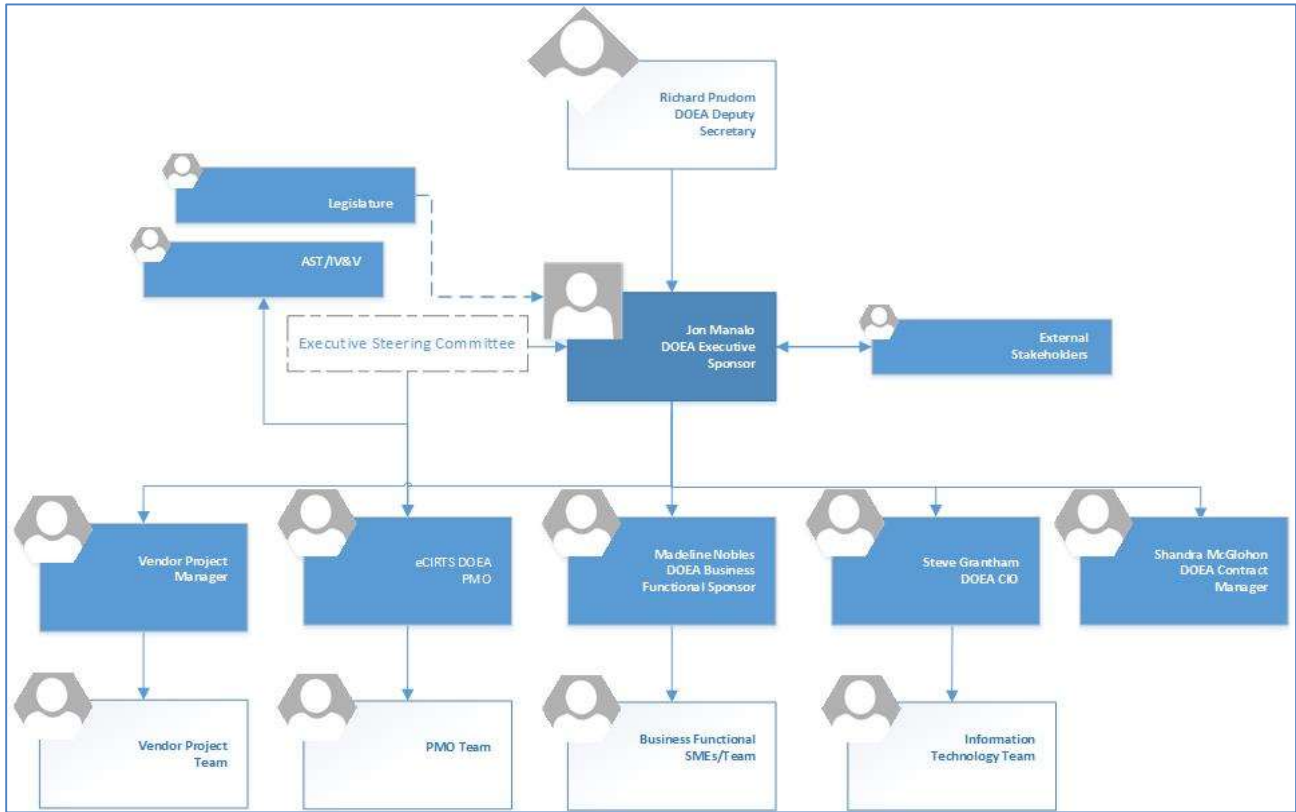 Richard Prudom
DOEA Deputy
Secretary
Legislature
AST/IV&V
Executive Steering Committee
Jon Manalo
DOEA Executive
Sponsor
External
Stakeholders
Vendor Project
Manager
eCIRTS DOEA
PMO
Madeline Nobles
DOEA Business
Functional Sponsor
Steve Grantham
DOEA CIO
Shandra McGlohon
DOEA Contract
Manager
Vendor Project
Team
PMO Team
Business Functional
SMEs/Team
Information
Technology Team